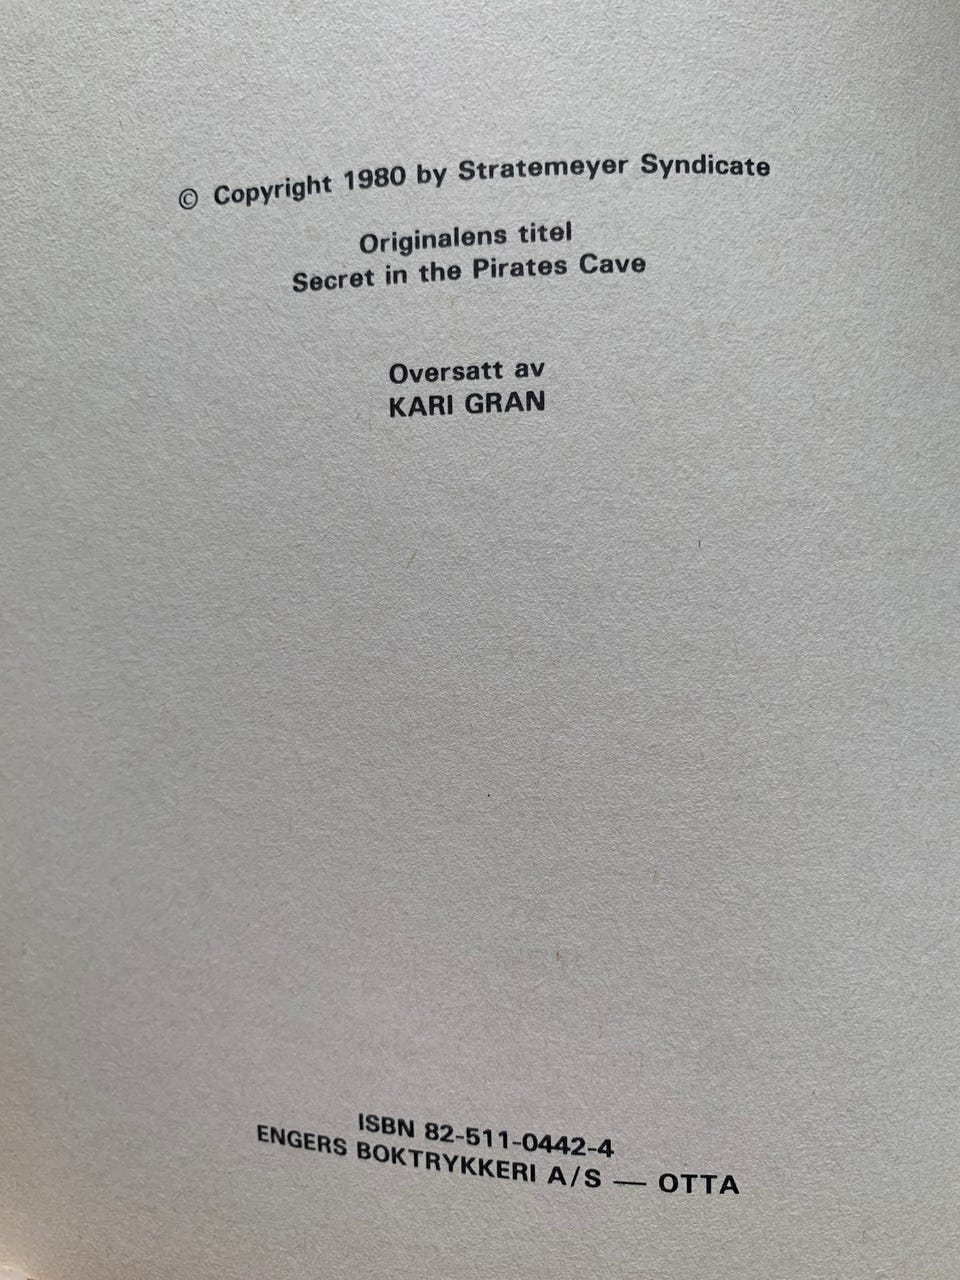 © Copyright 1980 by Stratemeyer Syndicate
Originalens titel
Secret in the Pirates Cave
Oversatt av
KARI GRAN
ISBN 82-511-0442-4
ENGERS BOKTRYKKERI A/S — OTTA